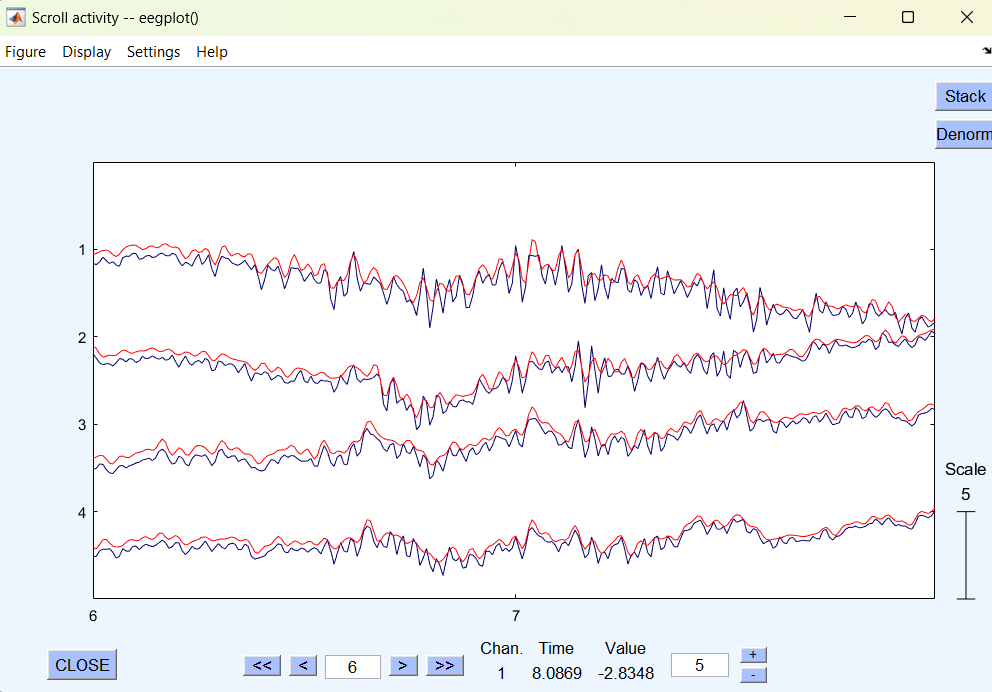 Scroll activity -- eegplot()
Figure Display Settings Help
Stack
Denorm
1
2
3
4
Scale
5
6 7
Chan. Time Value
CLOSE << < 6 > >> 1 8.0869 -2.8348 5 + -